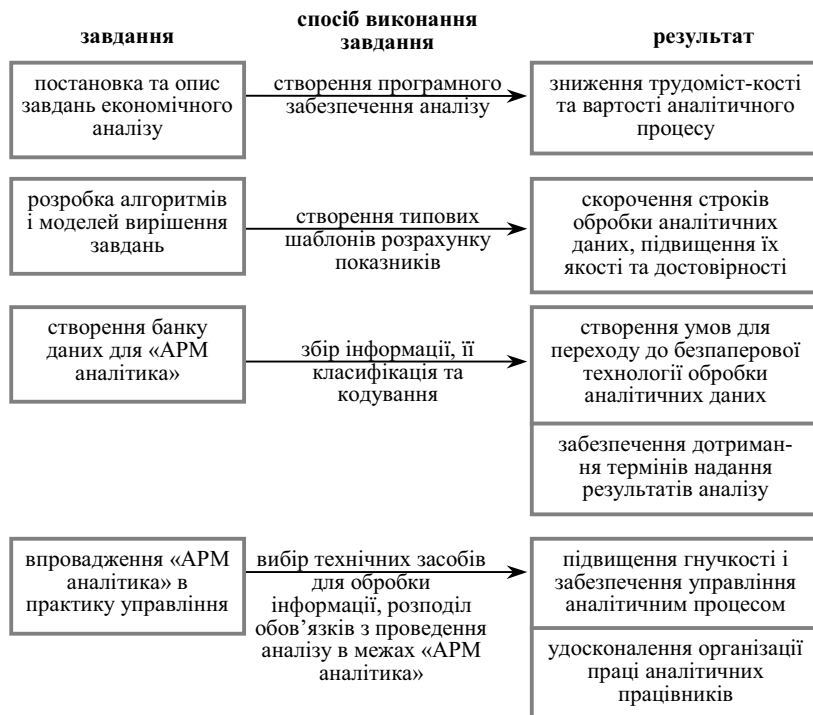 завдання
спосіб виконання
завдання
результат
постановка та опис
завдань економічного
аналізу
створення програмного
забезпечення аналізу
зниження трудоміст-кості
та вартості аналітичного
процесу
розробка алгоритмів
і моделей вирішення
завдань
створення типових
шаблонів розрахунку
показників
скорочення строків
обробки аналітичних
даних, підвищення їх
якості та достовірності
створення банку
даних для «АРМ
аналітика»
збір інформації, її
класифікація та
кодування
створення умов для
переходу до безпаперової
технології обробки
аналітичних даних
забезпечення дотриман-
ня термінів надання
результатів аналізу
впровадження «АРМ
аналітика» в
практику управління
вибір технічних засобів
для обробки
інформації, розподіл
обов’язків з проведення
аналізу в межах «АРМ
аналітика»
підвищення гнучкості і
забезпечення управління
аналітичним процесом
удосконалення організації
праці аналітичних
працівників